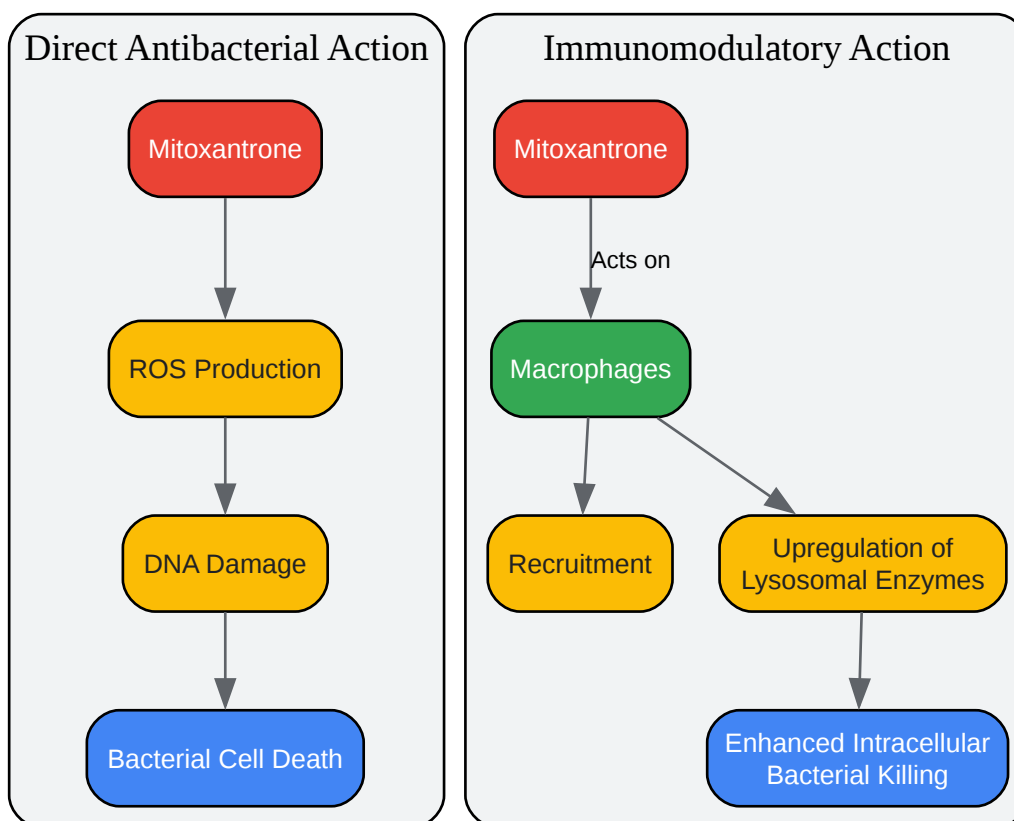 Direct Antibacterial Action
Mitoxantrone
ROS Production
DNA Damage
Bacterial Cell Death
Immunomodulatory Action
Mitoxantrone
Acts on
Macrophages
Recruitment
Upregulation of
Lysosomal Enzymes
Enhanced Intracellular
Bacterial Killing